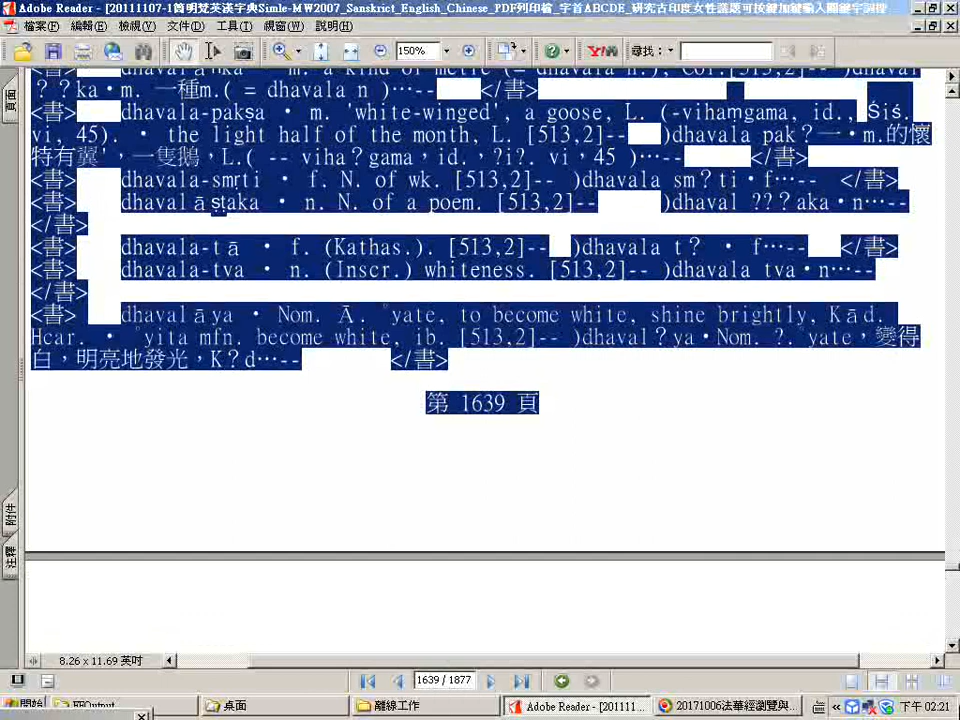 Adobe Reader - [20111107-1簡明梵英漢字典Simle-MW2007_Sanskrict_English_Chinese_PDF列印檔_字首ABCDE_研究古印度女性議題可按鍵加鍵輸入關鍵字詞搜
檔案(F) 編輯(E) 檢視(V) 文件(D) 工具(T) 視窗(W) 說明(H)
150% 尋找:
頁面
？？ka‧m. 一種m.( = dhavala n )…-- </書>
<書> dhavala-pakṣa ‧ m. 'white-winged', a goose, L. (-vihaṃgama, id., Śiś.
vi, 45). ‧ the light half of the month, L. [513,2]-- )dhavala pak？一‧m.的懷
特有翼'，一隻鵝，L.( -- viha？gama，id.，?i?. vi，45 )…-- </書>
<書> dhavala-smṛti ‧ f. N. of wk. [513,2]-- )dhavala sm？ti‧f…-- </書>
<書> dhavalāṣṭaka ‧ n. N. of a poem. [513,2]-- )dhaval ???aka‧n…--
</書>
<書> dhavala-tā ‧ f. (Kathas.). [513,2]-- )dhavala t？ ‧ f…-- </書>
<書> dhavala-tva ‧ n. (Inscr.) whiteness. [513,2]-- )dhavala tva‧n…--
</書>
<書> dhavalāya ‧ Nom. Ā. °yate, to become white, shine brightly, Kād.
Hcar. ‧ °yita mfn. become white, ib. [513,2]-- )dhaval？ya‧Nom. ?. °yate，變得
白，明亮地發光，K？d…-- </書>
第 1639 頁
附件
注釋
8.26 x 11.69 英吋
1639 / 1877
開始 EEOutput 桌面 離線工作 Adobe Reader - [201111... 20171006法華經瀏覽與... 下午 02:21